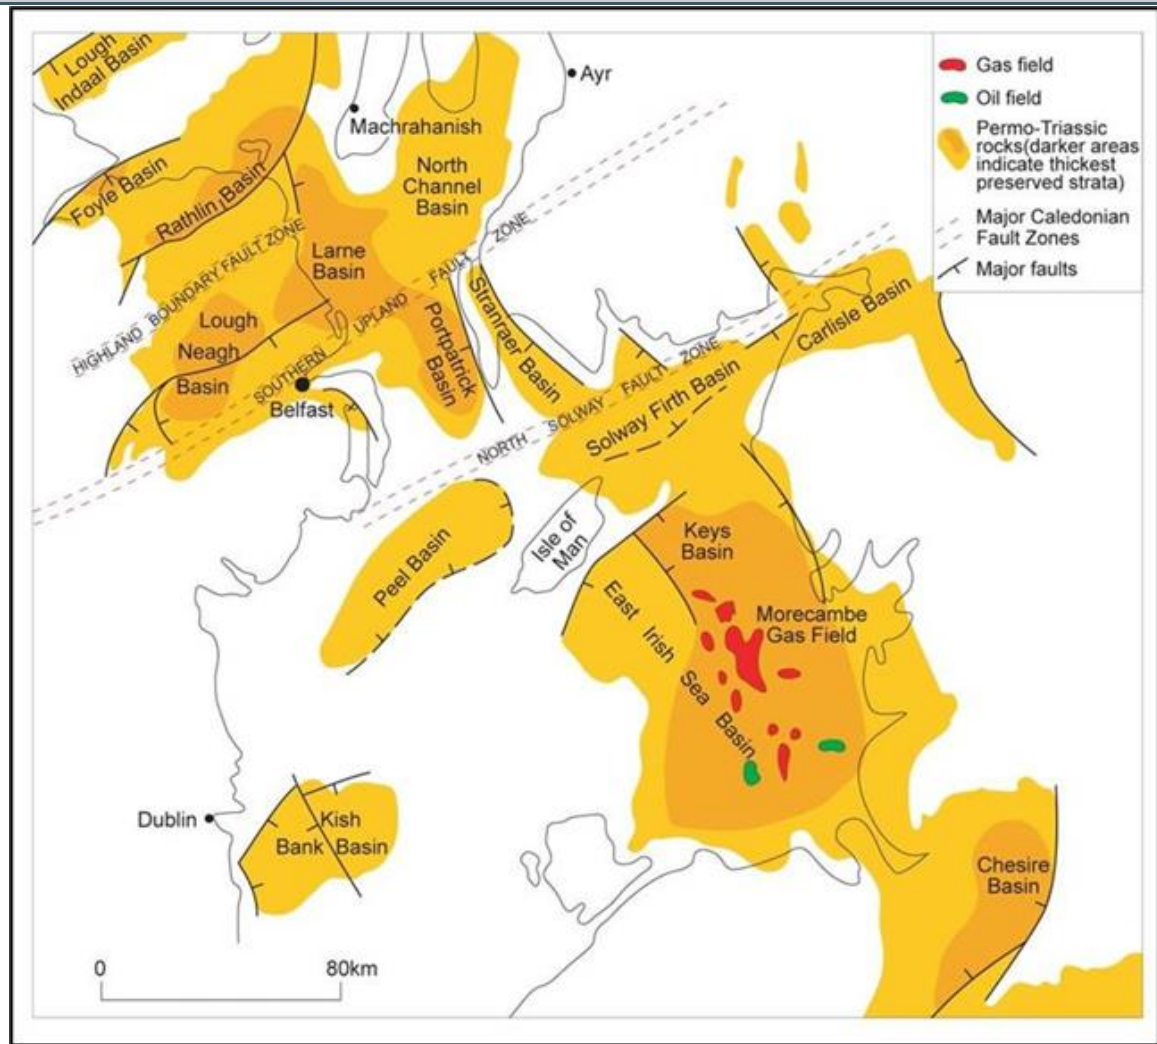 Lough
Indaal Basin
Ayr
Machrahanish
North
Channel
Basin
Foyle Basin
Rathlin Basin
HIGHLAND BOUNDARY FAULT ZONE
Larne
Basin
SOUTHERN UPLAND FAULT ZONE
Lough
Neagh
Basin
Portpatrick
Basin
Stranraer Basin
Belfast
Carlisle Basin
NORTH SOLWAY FAULT ZONE
Solway Firth Basin
Peel Basin
Isle of
Man
Keys
Basin
East Irish Sea Basin
Morecambe
Gas Field
Dublin
Kish
Bank Basin
Chesire
Basin
0 80km
Gas field
Oil field
Permo-Triassic
rocks(darker areas
indicate thickest
preserved strata)
Major Caledonian
Fault Zones
Major faults